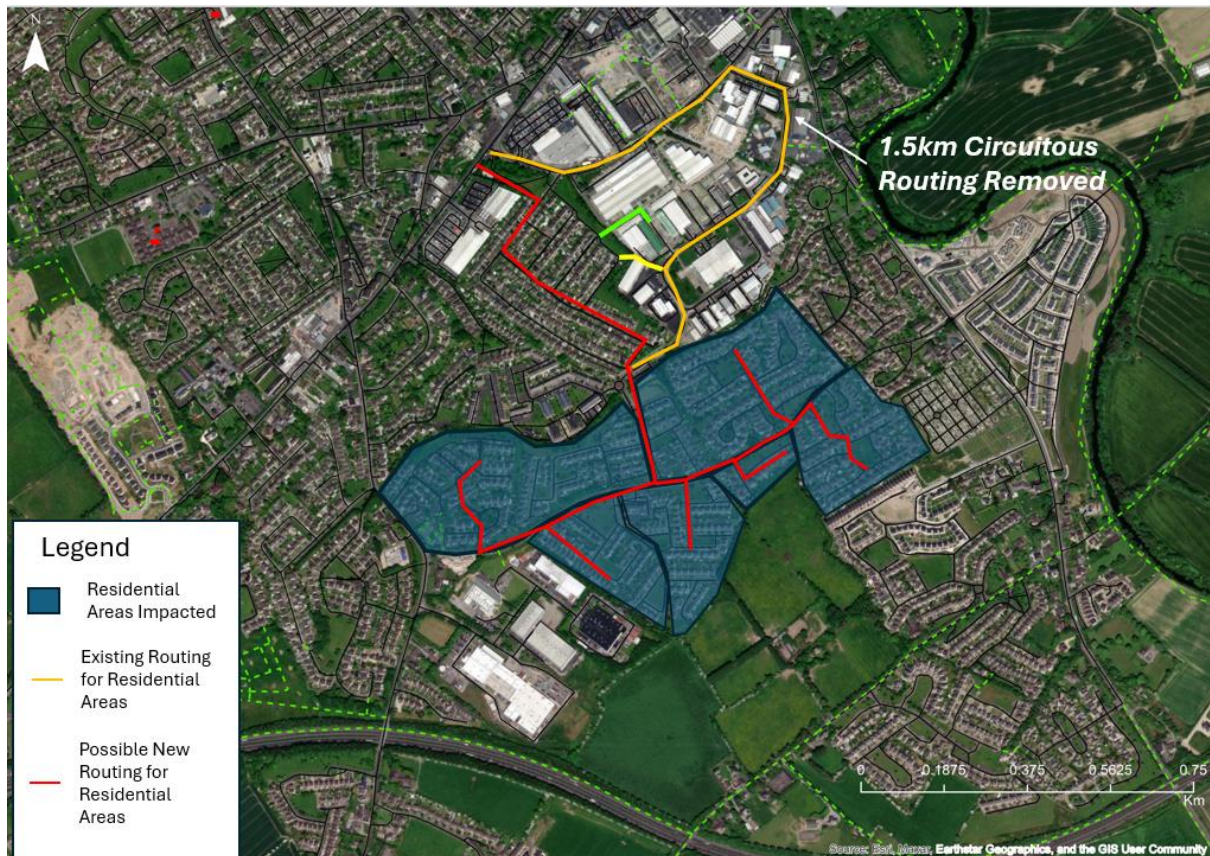 N
1.5km Circuitous
Routing Removed
Legend
Residential
Areas Impacted
Existing Routing
for Residential
Areas
Possible New
Routing for
Residential
Areas
0 0.1875 0.375 0.5625 0.75
Km
Source: Esri, Maxar, Earthstar Geographics, and the GIS User Community